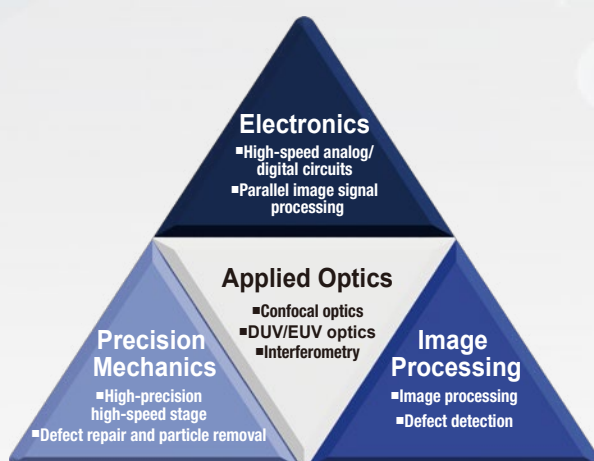 Electronics
▪High-speed analog/
digital circuits
▪Parallel image signal
processing
Applied Optics
▪Confocal optics
▪DUV/EUV optics
▪Interferometry
Precision
Mechanics
▪High-precision
high-speed stage
▪Defect repair and particle removal
Image
Processing
▪Image processing
▪Defect detection